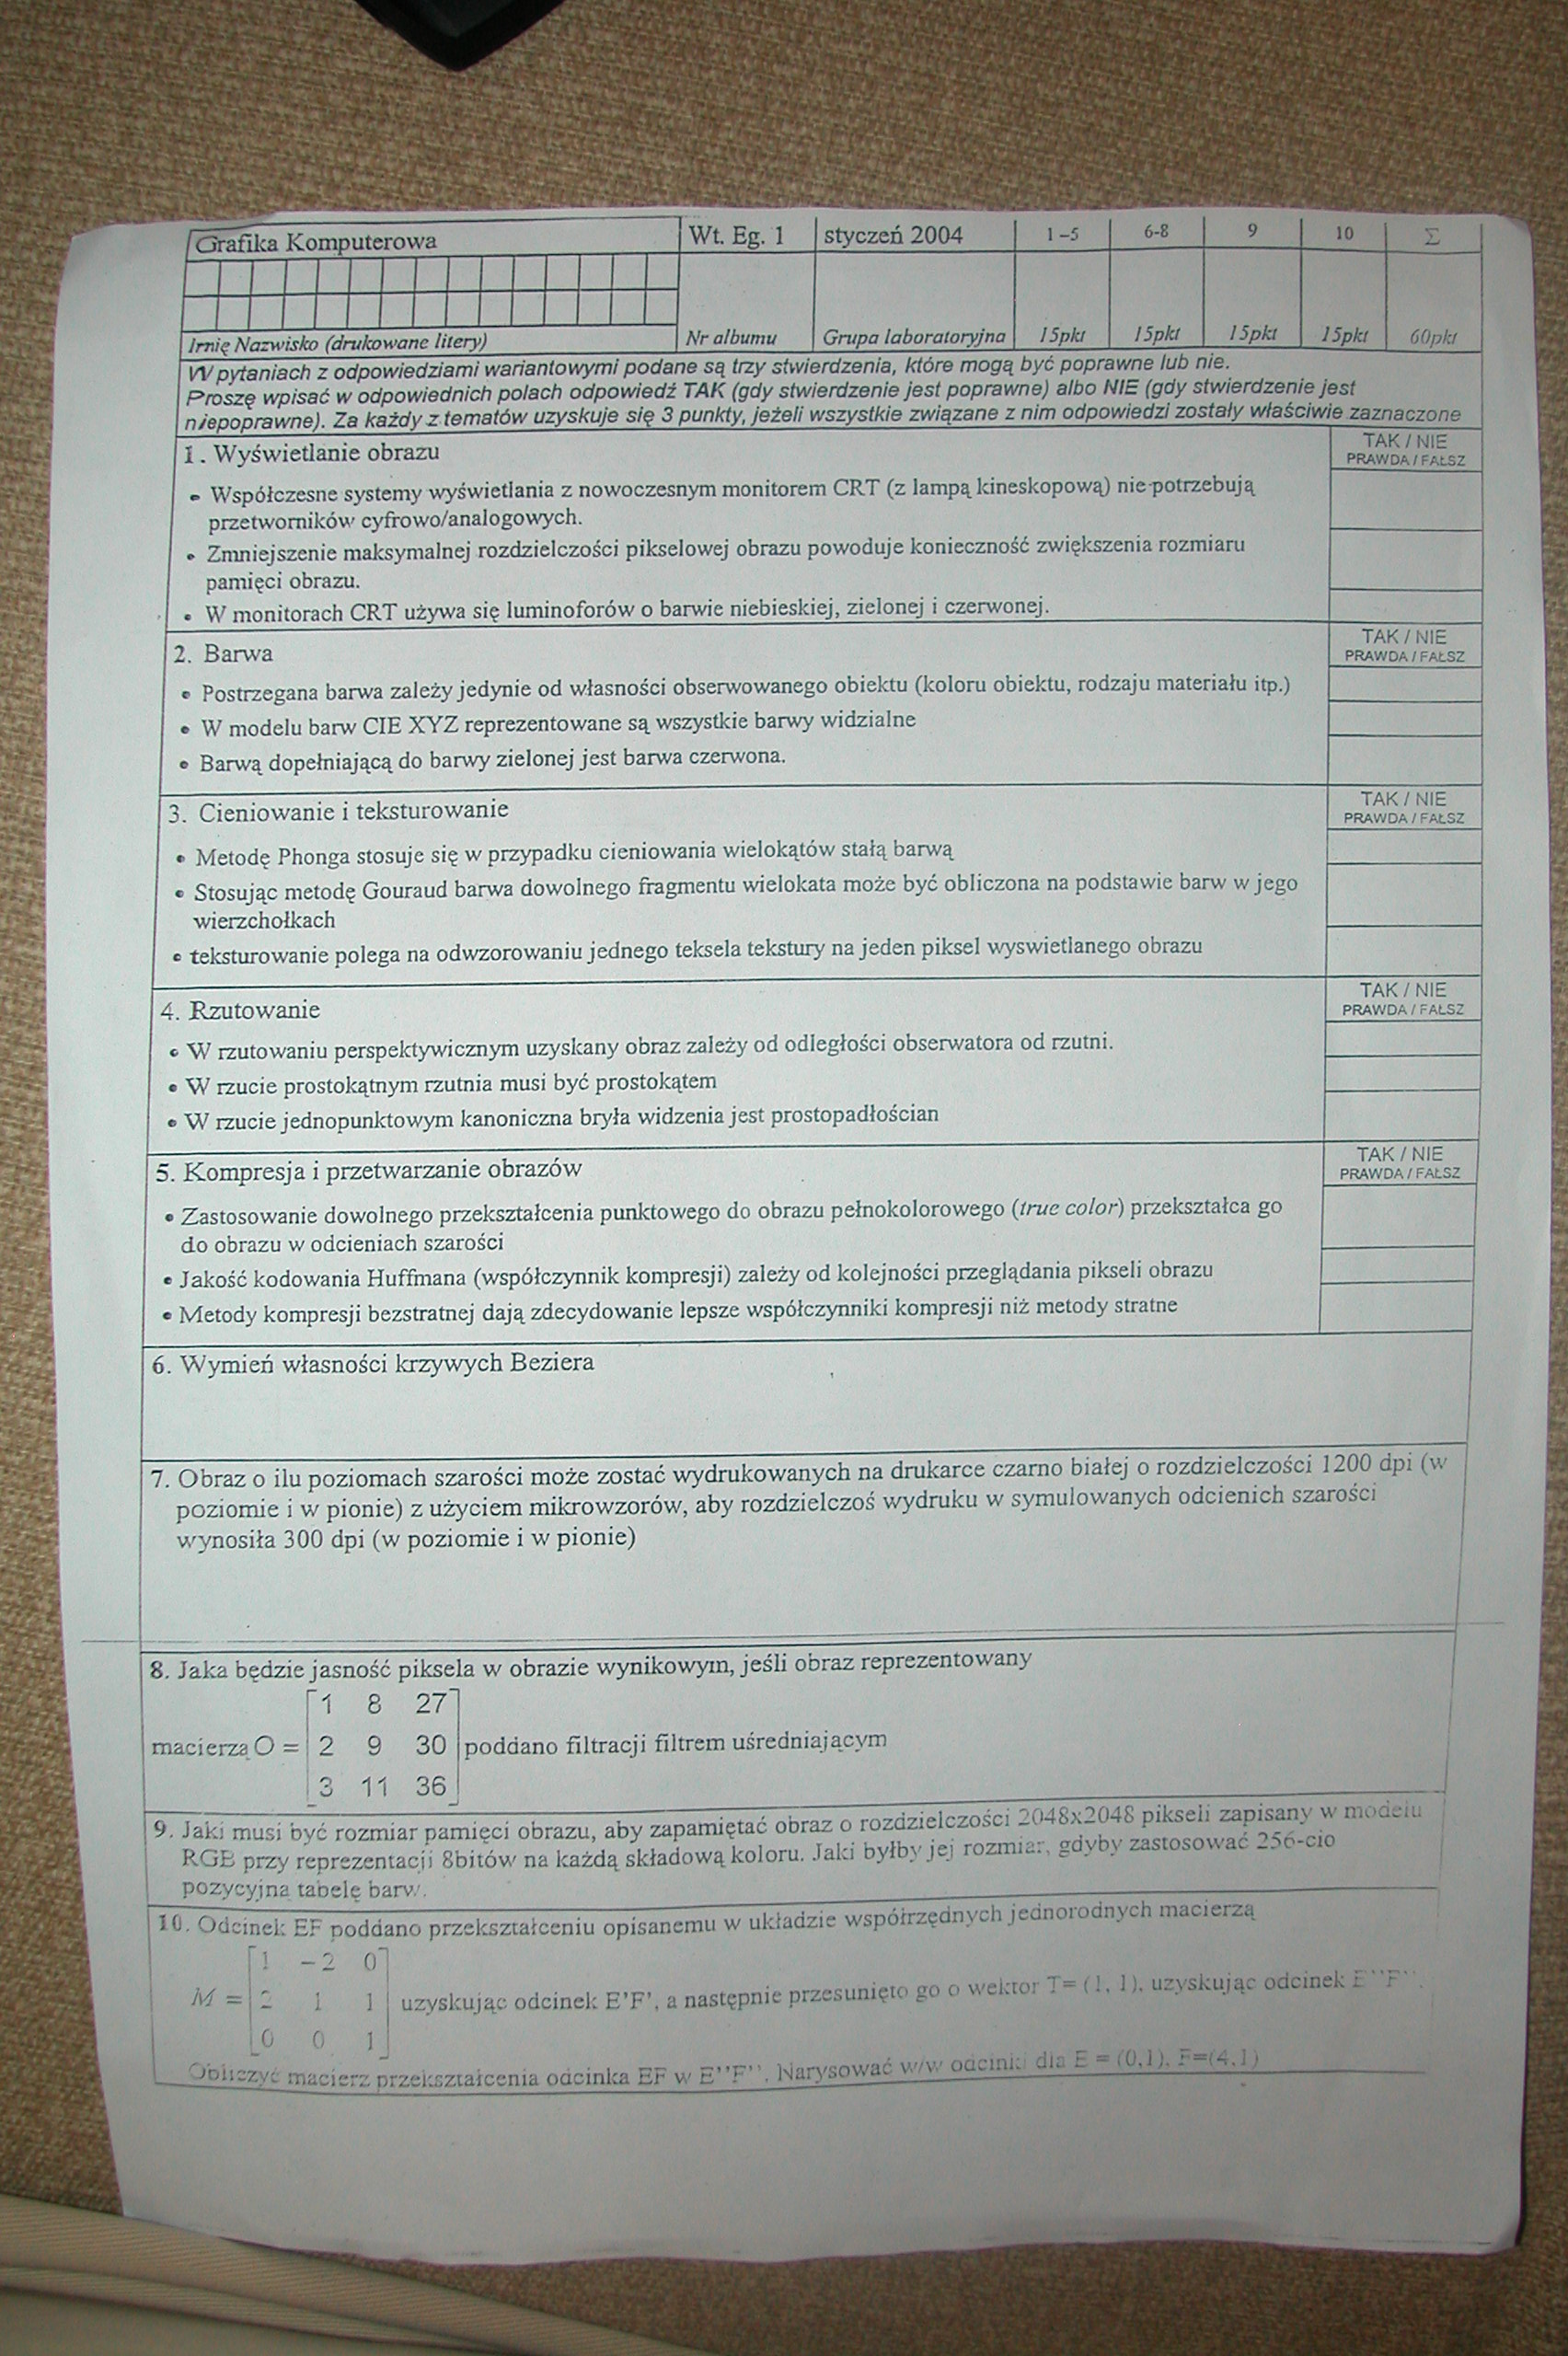 Grafika Komputerowa Wt. Eg. 1 styczeń 2004 1-5 6-8 9 10 Σ
Imię Nazwisko (drukowane litery) Nr albumu Grupa laboratoryjna 15pkt 15pkt 15pkt 15pkt 60pkt
W pytaniach z odpowiedziami wariantowymi podane są trzy stwierdzenia, które mogą być poprawne lub nie.
Proszę wpisać w odpowiednich polach odpowiedź TAK (gdy stwierdzenie jest poprawne) albo NIE (gdy stwierdzenie jest
niepoprawne). Za każdy z tematów uzyskuje się 3 punkty, jeżeli wszystkie związane z nim odpowiedzi zostały właściwie zaznaczone
1. Wyświetlanie obrazu TAK / NIE
PRAWDA / FAŁSZ
• Współczesne systemy wyświetlania z nowoczesnym monitorem CRT (z lampą kineskopową) nie potrzebują
przetworników cyfrowo/analogowych.
• Zmniejszenie maksymalnej rozdzielczości pikselowej obrazu powoduje konieczność zwiększenia rozmiaru
pamięci obrazu.
• W monitorach CRT używa się luminoforów o barwie niebieskiej, zielonej i czerwonej.
2. Barwa TAK / NIE
PRAWDA / FAŁSZ
• Postrzegana barwa zależy jedynie od własności obserwowanego obiektu (koloru obiektu, rodzaju materiału itp.)
• W modelu barw CIE XYZ reprezentowane są wszystkie barwy widzialne
• Barwą dopełniającą do barwy zielonej jest barwa czerwona.
3. Cieniowanie i teksturowanie TAK / NIE
PRAWDA / FAŁSZ
• Metodę Phonga stosuje się w przypadku cieniowania wielokątów stałą barwą
• Stosując metodę Gouraud barwa dowolnego fragmentu wielokata może być obliczona na podstawie barw w jego
wierzchołkach
• teksturowanie polega na odwzorowaniu jednego teksela tekstury na jeden piksel wyswietlanego obrazu
4. Rzutowanie TAK / NIE
PRAWDA / FAŁSZ
• W rzutowaniu perspektywicznym uzyskany obraz zależy od odległości obserwatora od rzutni.
• W rzucie prostokątnym rzutnia musi być prostokątem
• W rzucie jednopunktowym kanoniczna bryła widzenia jest prostopadłościan
5. Kompresja i przetwarzanie obrazów TAK / NIE
PRAWDA / FAŁSZ
• Zastosowanie dowolnego przekształcenia punktowego do obrazu pełnokolorowego (true color) przekształca go
do obrazu w odcieniach szarości
• Jakość kodowania Huffmana (współczynnik kompresji) zależy od kolejności przeglądania pikseli obrazu
• Metody kompresji bezstratnej dają zdecydowanie lepsze współczynniki kompresji niż metody stratne
6. Wymień własności krzywych Beziera
7. Obraz o ilu poziomach szarości może zostać wydrukowanych na drukarce czarno białej o rozdzielczości 1200 dpi (w
poziomie i w pionie) z użyciem mikrowzorów, aby rozdzielczoś wydruku w symulowanych odcienich szarości
wynosiła 300 dpi (w poziomie i w pionie)
8. Jaka będzie jasność piksela w obrazie wynikowym, jeśli obraz reprezentowany
1 8 27
macierzą O = 2 9 30 poddano filtracji filtrem uśredniającym
3 11 36
9. Jaki musi być rozmiar pamięci obrazu, aby zapamiętać obraz o rozdzielczości 2048x2048 pikseli zapisany w modelu
RGB przy reprezentacji 8bitów na każdą składową koloru. Jaki byłby jej rozmiar, gdyby zastosować 256-cio
pozycyjną tabelę barw.
10. Odcinek EF poddano przekształceniu opisanemu w układzie współrzędnych jednorodnych macierzą
1 -2 0
M = 2 1 1 uzyskując odcinek E'F', a następnie przesunięto go o wektor T= (1, 1), uzyskując odcinek E''F''.
0 0 1
Obliczyć macierz przekształcenia odcinka EF w E''F''. Narysować w/w odcinki dla E = (0,1), F=(4,1)